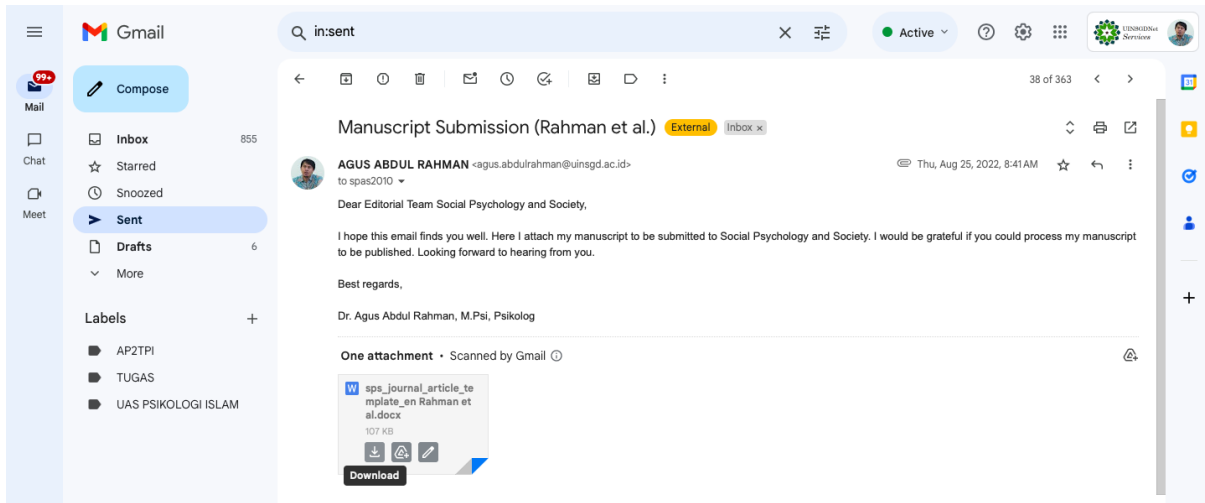 Gmail
in:sent
Active
UINSGDNet
Services
99+
Mail
Chat
Meet
Compose
Inbox 855
Starred
Snoozed
Sent
Drafts 6
More
Labels
AP2TPI
TUGAS
UAS PSIKOLOGI ISLAM
38 of 363
Manuscript Submission (Rahman et al.) External Inbox ×
AGUS ABDUL RAHMAN <agus.abdulrahman@uinsgd.ac.id> Thu, Aug 25, 2022, 8:41 AM
to spas2010
Dear Editorial Team Social Psychology and Society,
I hope this email finds you well. Here I attach my manuscript to be submitted to Social Psychology and Society. I would be grateful if you could process my manuscript
to be published. Looking forward to hearing from you.
Best regards,
Dr. Agus Abdul Rahman, M.Psi, Psikolog
One attachment • Scanned by Gmail
W sps_journal_article_te
mplate_en Rahman et
al.docx
107 KB
Download
31